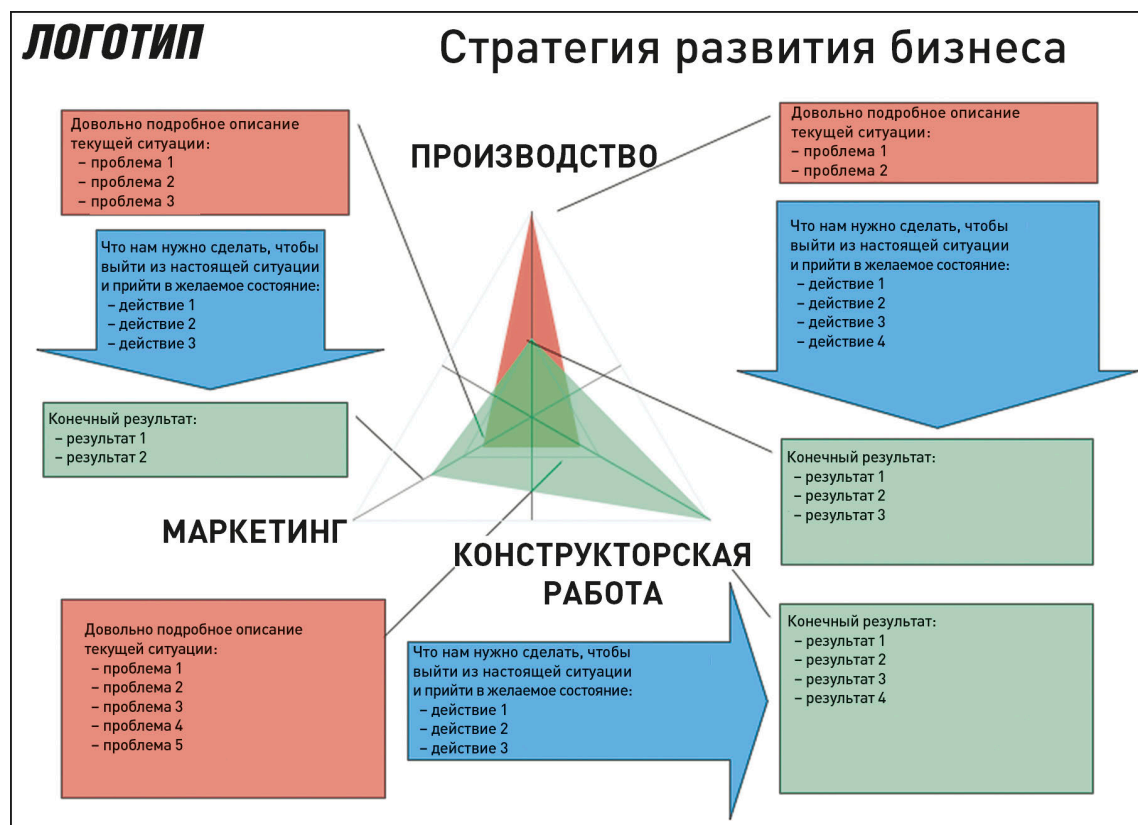 ЛОГОТИП
Стратегия развития бизнеса
Довольно подробное описание
текущей ситуации:
– проблема 1
– проблема 2
– проблема 3
Что нам нужно сделать, чтобы
выйти из настоящей ситуации
и прийти в желаемое состояние:
– действие 1
– действие 2
– действие 3
Конечный результат:
– результат 1
– результат 2
ПРОИЗВОДСТВО
Довольно подробное описание
текущей ситуации:
– проблема 1
– проблема 2
Что нам нужно сделать, чтобы
выйти из настоящей ситуации
и прийти в желаемое состояние:
– действие 1
– действие 2
– действие 3
– действие 4
Конечный результат:
– результат 1
– результат 2
– результат 3
МАРКЕТИНГ
КОНСТРУКТОРСКАЯ
РАБОТА
Довольно подробное описание
текущей ситуации:
– проблема 1
– проблема 2
– проблема 3
– проблема 4
– проблема 5
Что нам нужно сделать, чтобы
выйти из настоящей ситуации
и прийти в желаемое состояние:
– действие 1
– действие 2
– действие 3
Конечный результат:
– результат 1
– результат 2
– результат 3
– результат 4